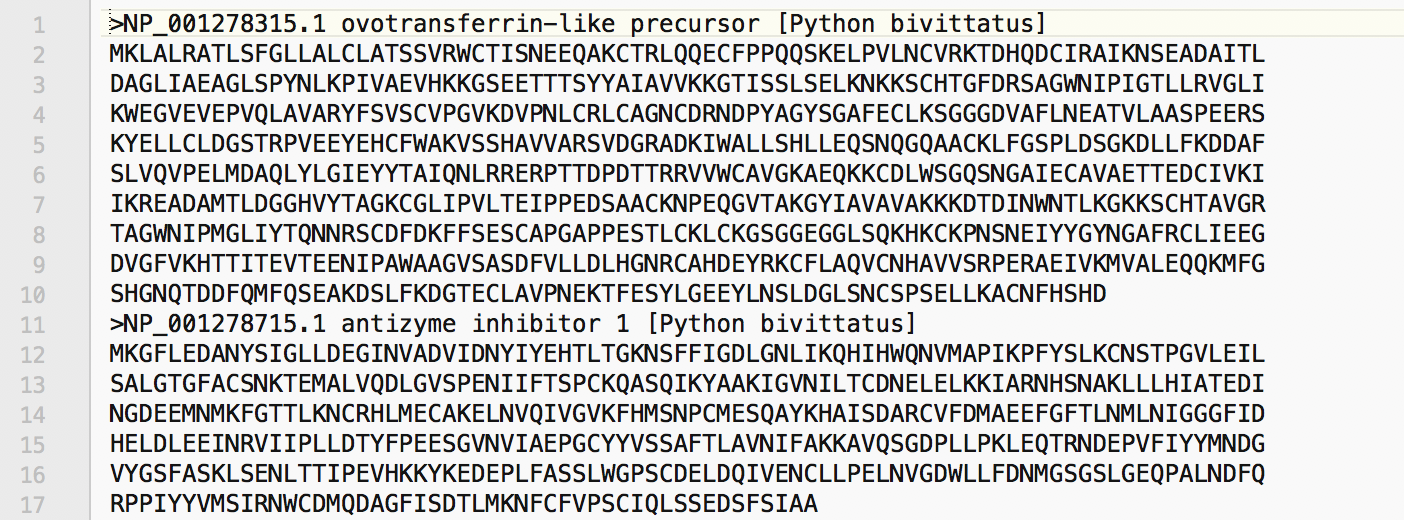 1 >NP_001278315.1 ovotransferrin-like precursor [Python bivittatus]
2 MKLALRATLSFGLLALCLATSSVRWCTISNEEQAKCTRLQQECFPPQQSKELPVLNCVRKTDHQDCIRAIKNSEADAITL
3 DAGLIAEAGLSPYNLKPIVAEVHKKGSEETTTSYYAIAVVKKGTISSLSELKNKKSCHTGFDRSAGWNIPIGTLLRVGLI
4 KWEGVEVEPVQLAVARYFSVSCVPGVKDVPNLCRLCAGNCDRNDPYAGYSGAFECLKSGGGDVAFLNEATVLAASPEERS
5 KYELLCLDGSTRPVEEYEHCFWAKVSSHAVVARSVDGRADKIWALLSHLLEQSNQGQAACKLFGSPLDSGKDLLFKDDAF
6 SLVQVPELMDAQLYLGIEYYTAIQNLRRERPTTDPDTTRRVVWCAVGKAEQKKCDLWSGQSNGAIECAVAETTEDCIVKI
7 IKREADAMTLDGGHVYTAGKCGLIPVLTEIPPEDSAACKNPEQGVTAKGYIAVAVAKKKDTDINWNTLKGKKSCHTAVGR
8 TAGWNIPMGLIYTQNNRSCDFDKFFSESCAPGAPPESTLCKLCKGSGGEGGLSQKHKCKPNSNEIYYGYNGAFRCLIEEG
9 DVGFVKHTTITEVTEENIPAWAAGVSASDFVLLDLHGNRCAHDEYRKCFLAQVCNHAVVSRPERAEIVKMVALEQQKMFG
10 SHGNQTDDFQMFQSEAKDSLFKDGTECLAVPNEKTFESYLGEEYLNSLDGLSNCSPSELLKACNFHSHD
11 >NP_001278715.1 antizyme inhibitor 1 [Python bivittatus]
12 MKGFLEDANYSIGLLDEGINVADVIDNYIYEHTLTGKNSFFIGDLGNLIKQHIHWQNVMAPIKPFYSLKCNSTPGVLEIL
13 SALGTGFACSNKTEMALVQDLGVSPENIIFTSPCKQASQIKYAAKIGVNILTCDNELELKKIARNHSNAKLLLHIATEDI
14 NGDEEMNMKFGTTLKNCRHLMECAKELNVQIVGVKFHMSNPCMESQAYKHAISDARCVFDMAEEFGFTLNMLNIGGGFID
15 HELDLEEINRVIIPLLDTYFPEESGVNVIAEPGCYYVSSAFTLAVNIFAKKAVQSGDPLLPKLEQTRNDEPVFIYYMNDG
16 VYGSFASKLSENLTTIPEVHKKYKEDEPLFASSLWGPSCDELDQIVENCLLPELNVGDWLLFDNMGSGSLGEQPALNDFQ
17 RPPIYYVMSIRNWCDMQDAGFISDTLMKNFCFVPSCIQLSSEDSFSIAA